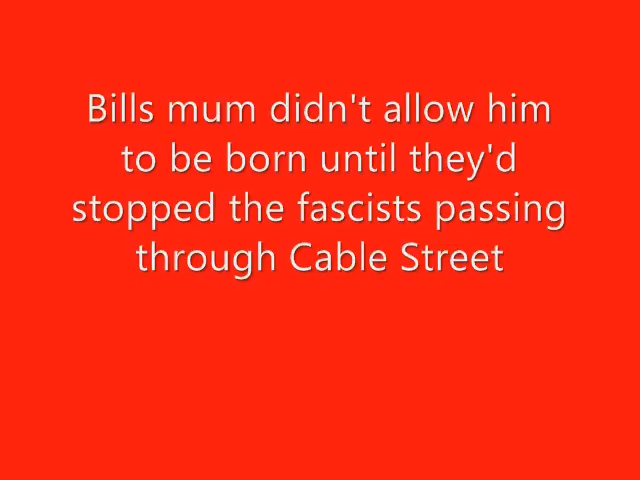 Bills mum didn't allow him
to be born until they'd
stopped the fascists passing
through Cable Street